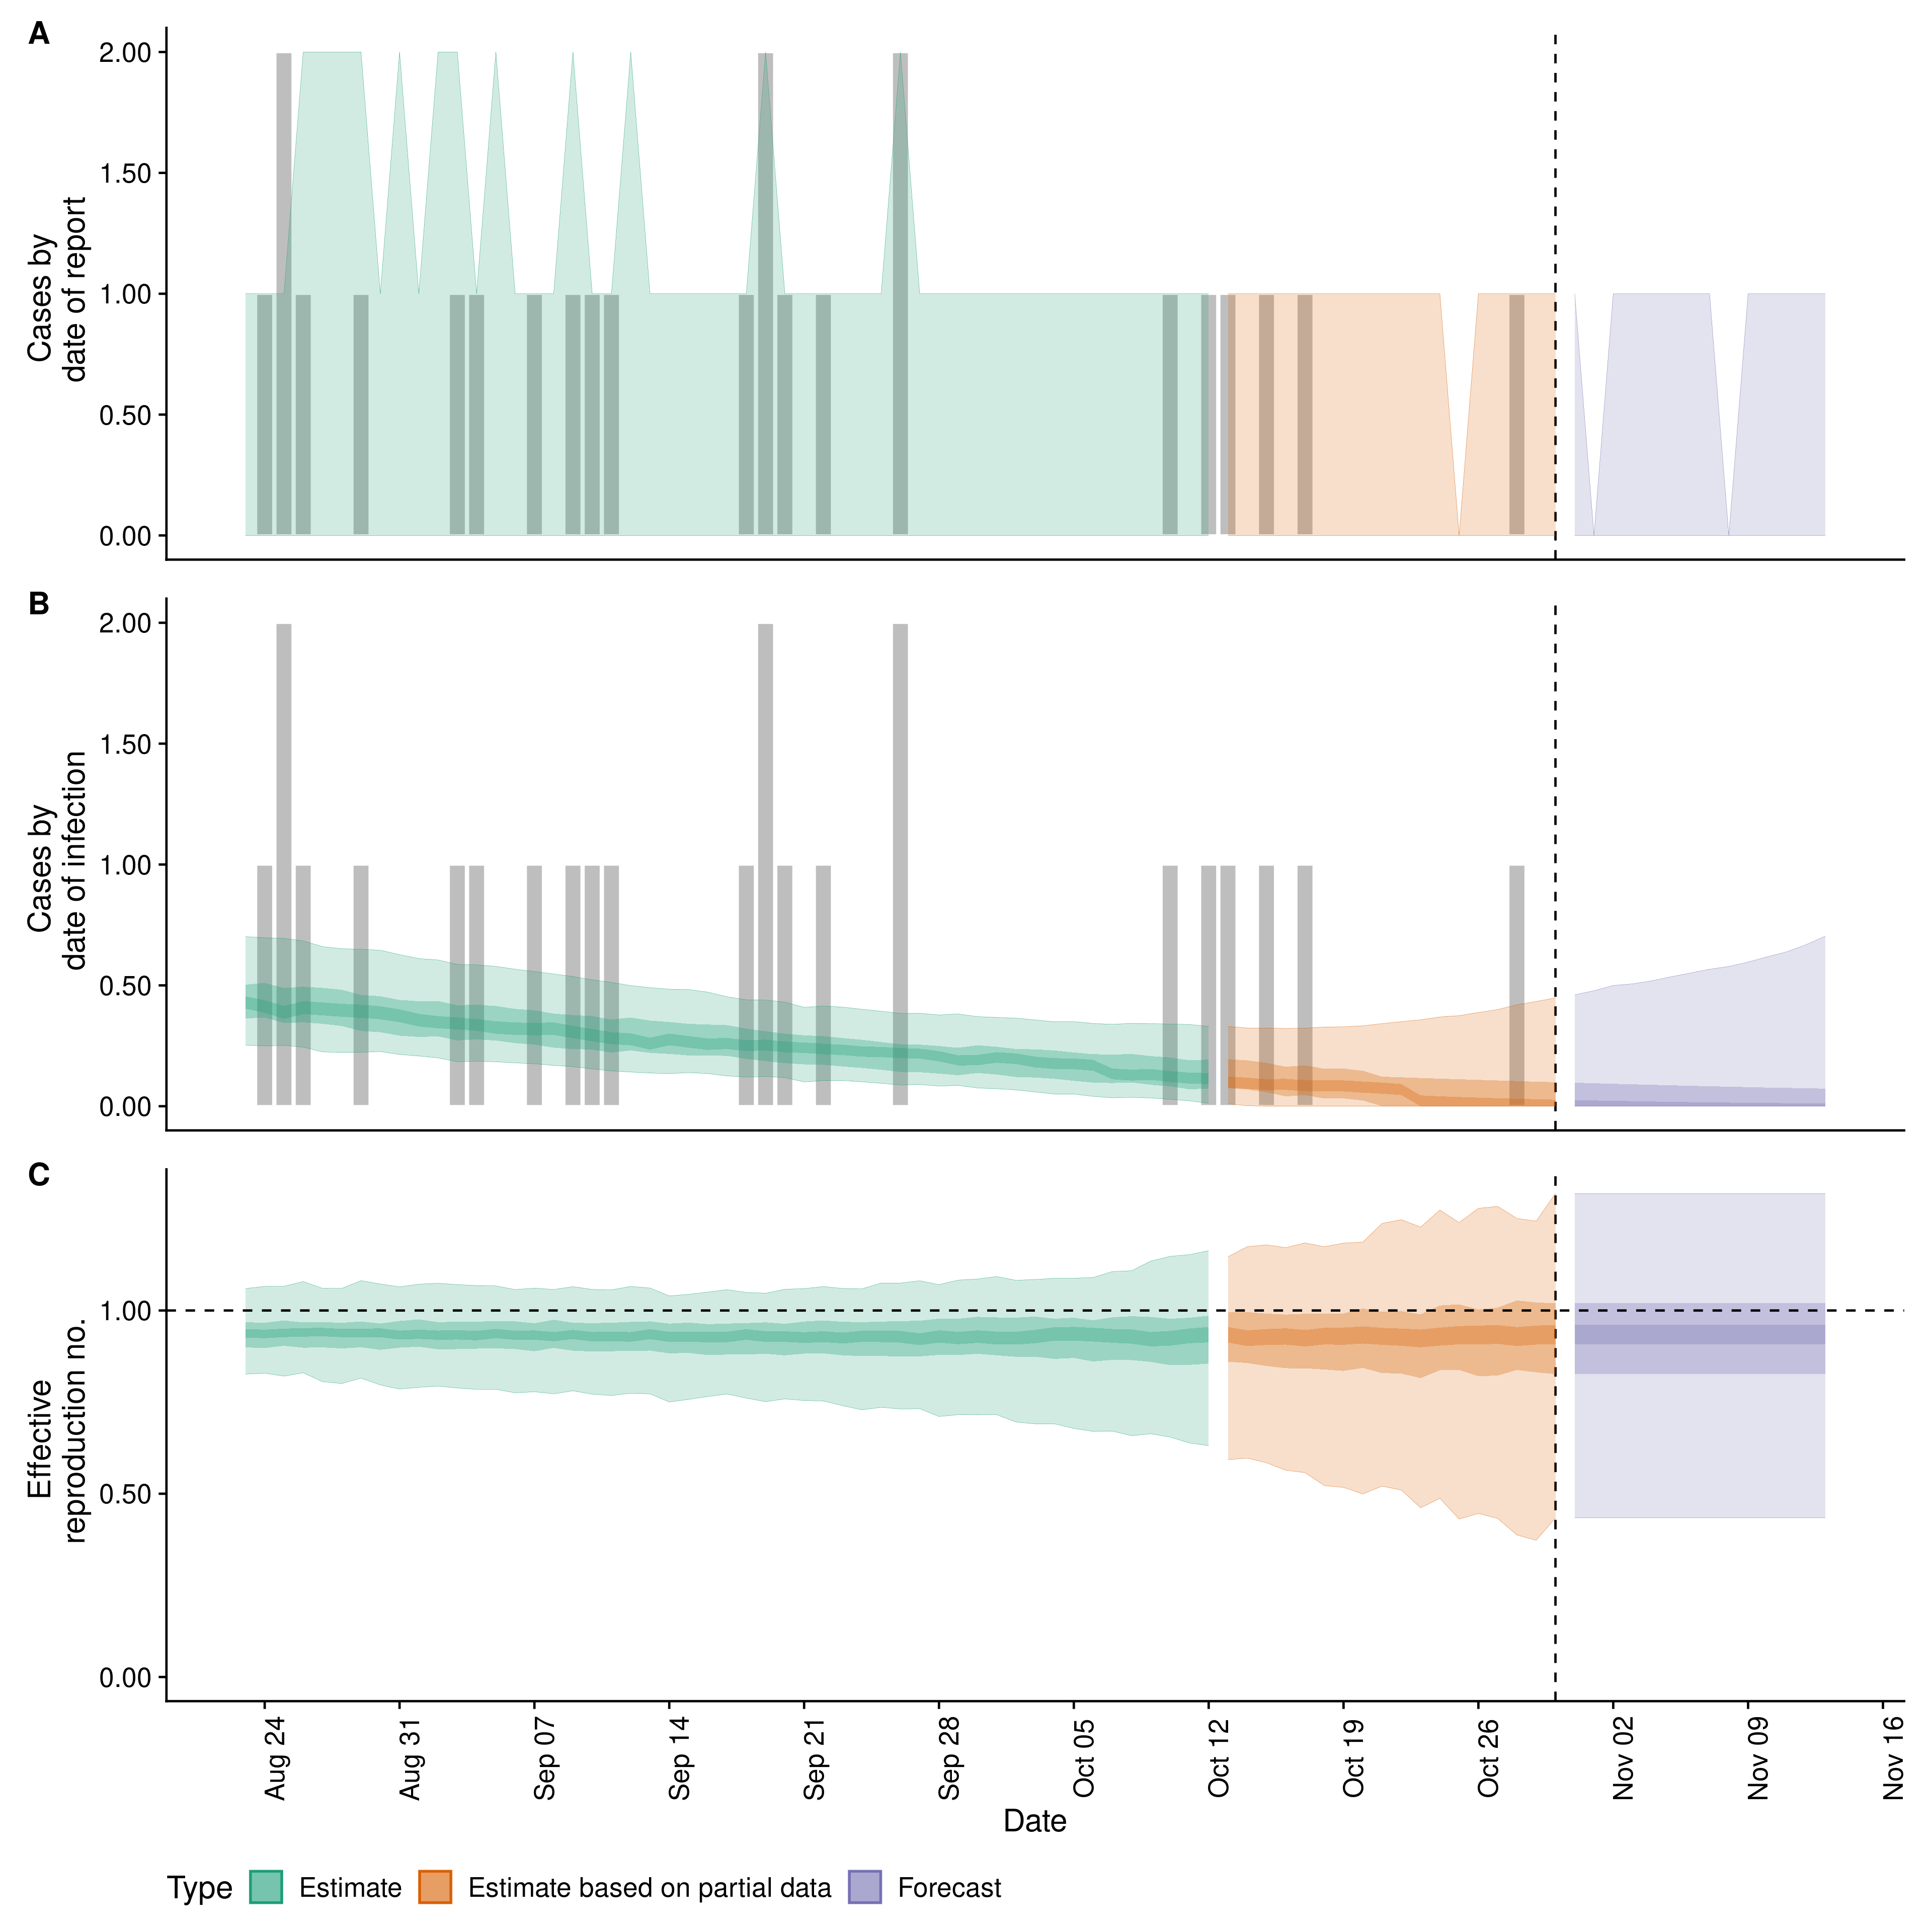 A
2.00
1.50
1.00
0.50
0.00
Cases by
date of report
B
2.00
1.50
1.00
0.50
0.00
Cases by
date of infection
C
1.00
0.50
0.00
Effective
reproduction no.
Aug 24
Aug 31
Sep 07
Sep 14
Sep 21
Sep 28
Oct 05
Oct 12
Oct 19
Oct 26
Nov 02
Nov 09
Nov 16
Date
Type Estimate Estimate based on partial data Forecast